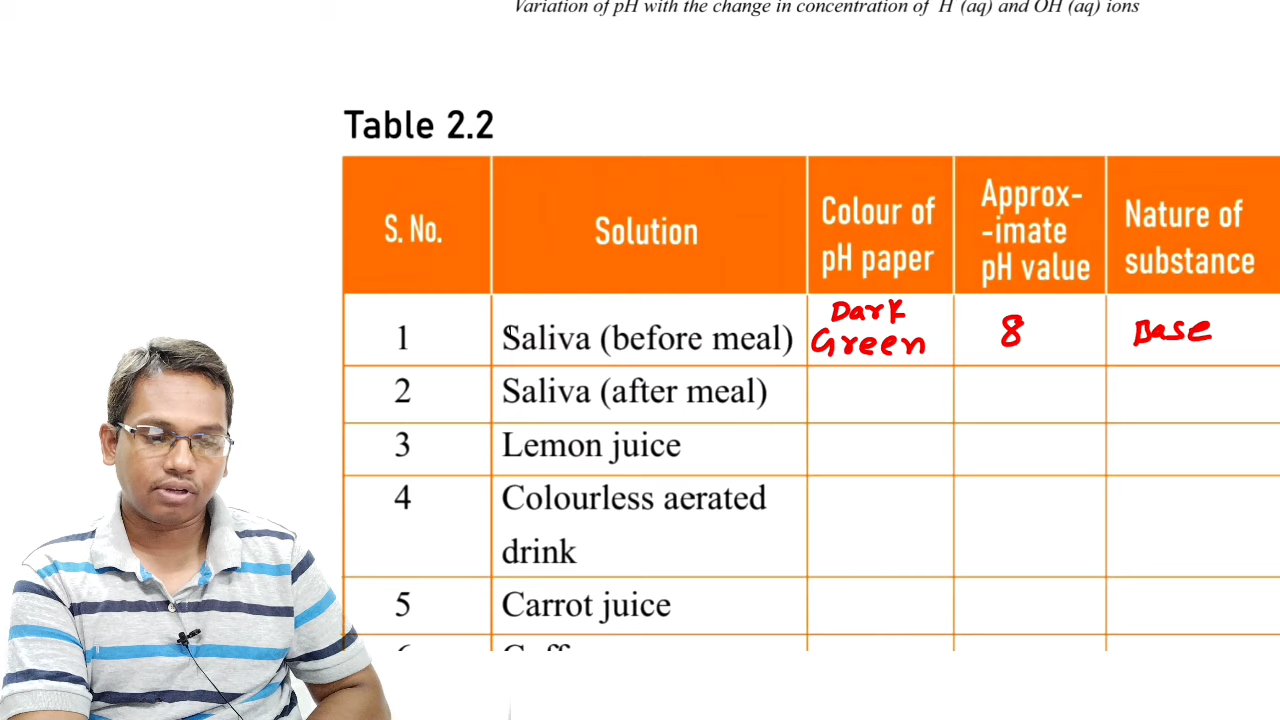 Variation of pH with the change in concentration of H (aq) and OH (aq) ions
Table 2.2
S. No.
Solution
Colour of
pH paper
Approx-
-imate
pH value
Nature of
substance
1
Saliva (before meal)
Dark
Green
8
Base
2
Saliva (after meal)
3
Lemon juice
4
Colourless aerated
drink
5
Carrot juice